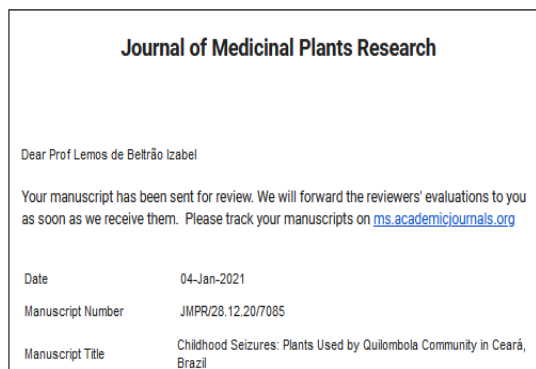 Journal of Medicinal Plants Research
Dear Prof Lemos de Beltrão Izabel
Your manuscript has been sent for review. We will forward the reviewers' evaluations to you
as soon as we receive them. Please track your manuscripts on ms.academicjournals.org
Date 04-Jan-2021
Manuscript Number JMPR/28.12.20/7085
Manuscript Title Childhood Seizures: Plants Used by Quilombola Community in Ceará,
Brazil